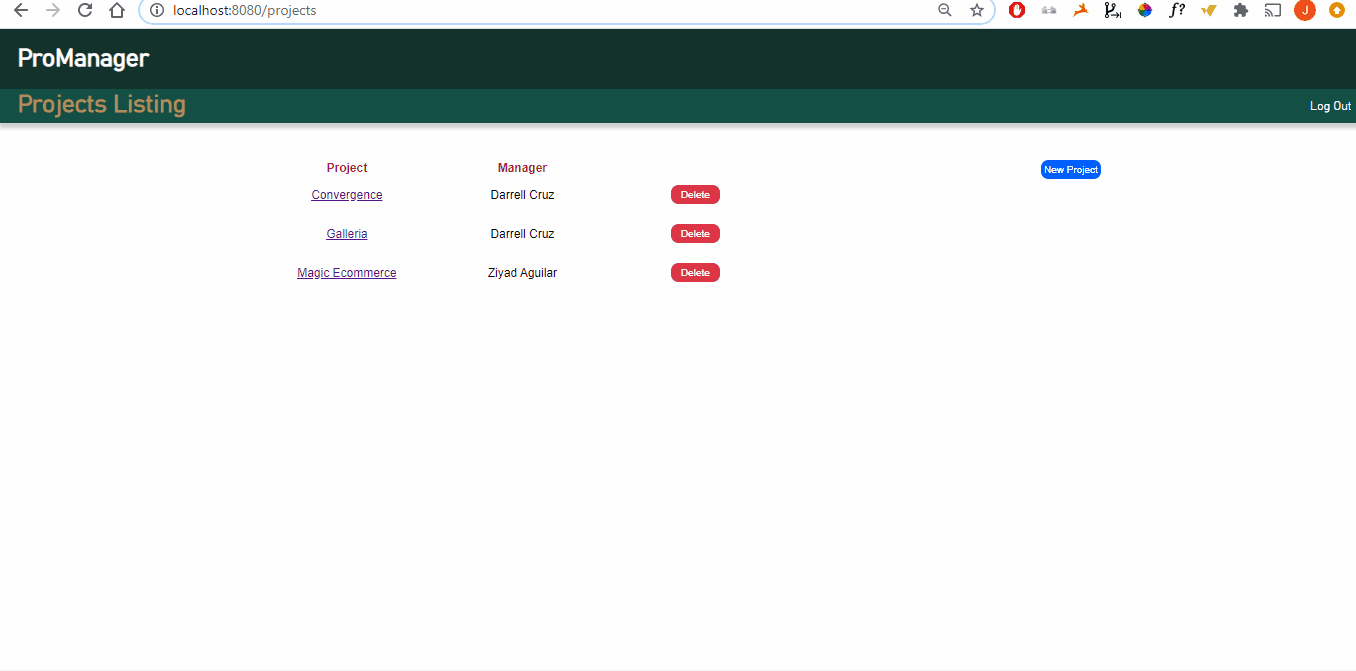 localhost:8080/projects
f?
J
ProManager
Projects Listing
Log Out
Project Manager
New Project
Convergence Darrell Cruz Delete
Galleria Darrell Cruz Delete
Magic Ecommerce Ziyad Aguilar Delete